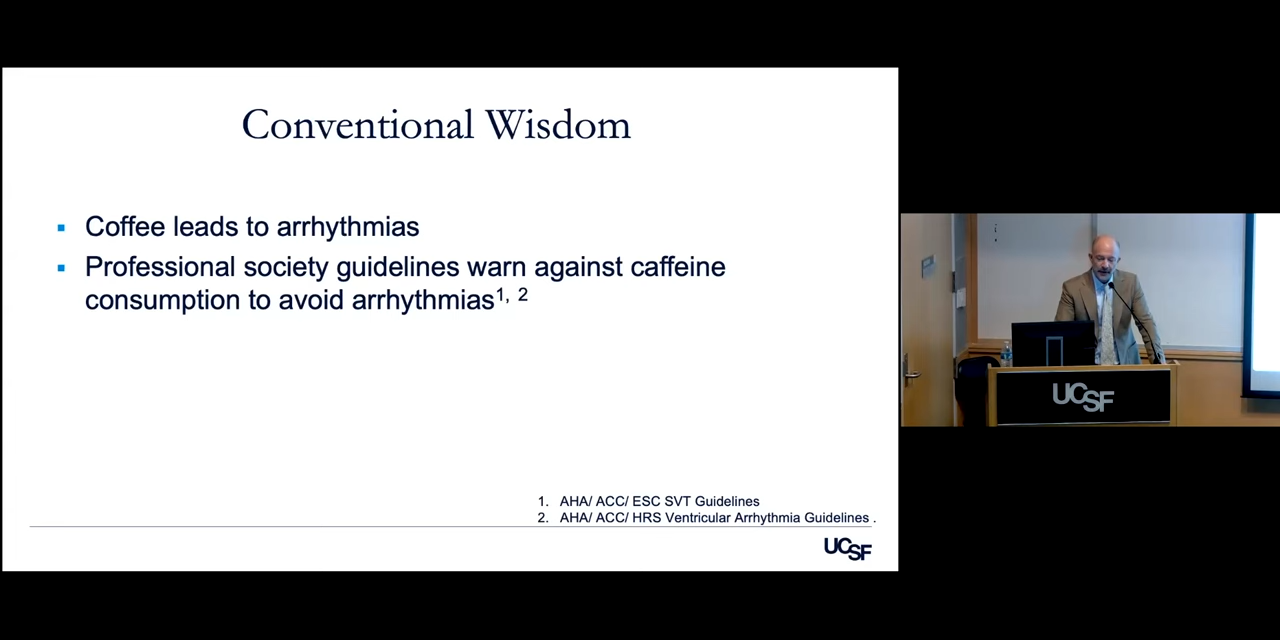 Conventional Wisdom
▪ Coffee leads to arrhythmias
▪ Professional society guidelines warn against caffeine
consumption to avoid arrhythmias1, 2
1. AHA/ ACC/ ESC SVT Guidelines
2. AHA/ ACC/ HRS Ventricular Arrhythmia Guidelines .
UCSF
UCSF